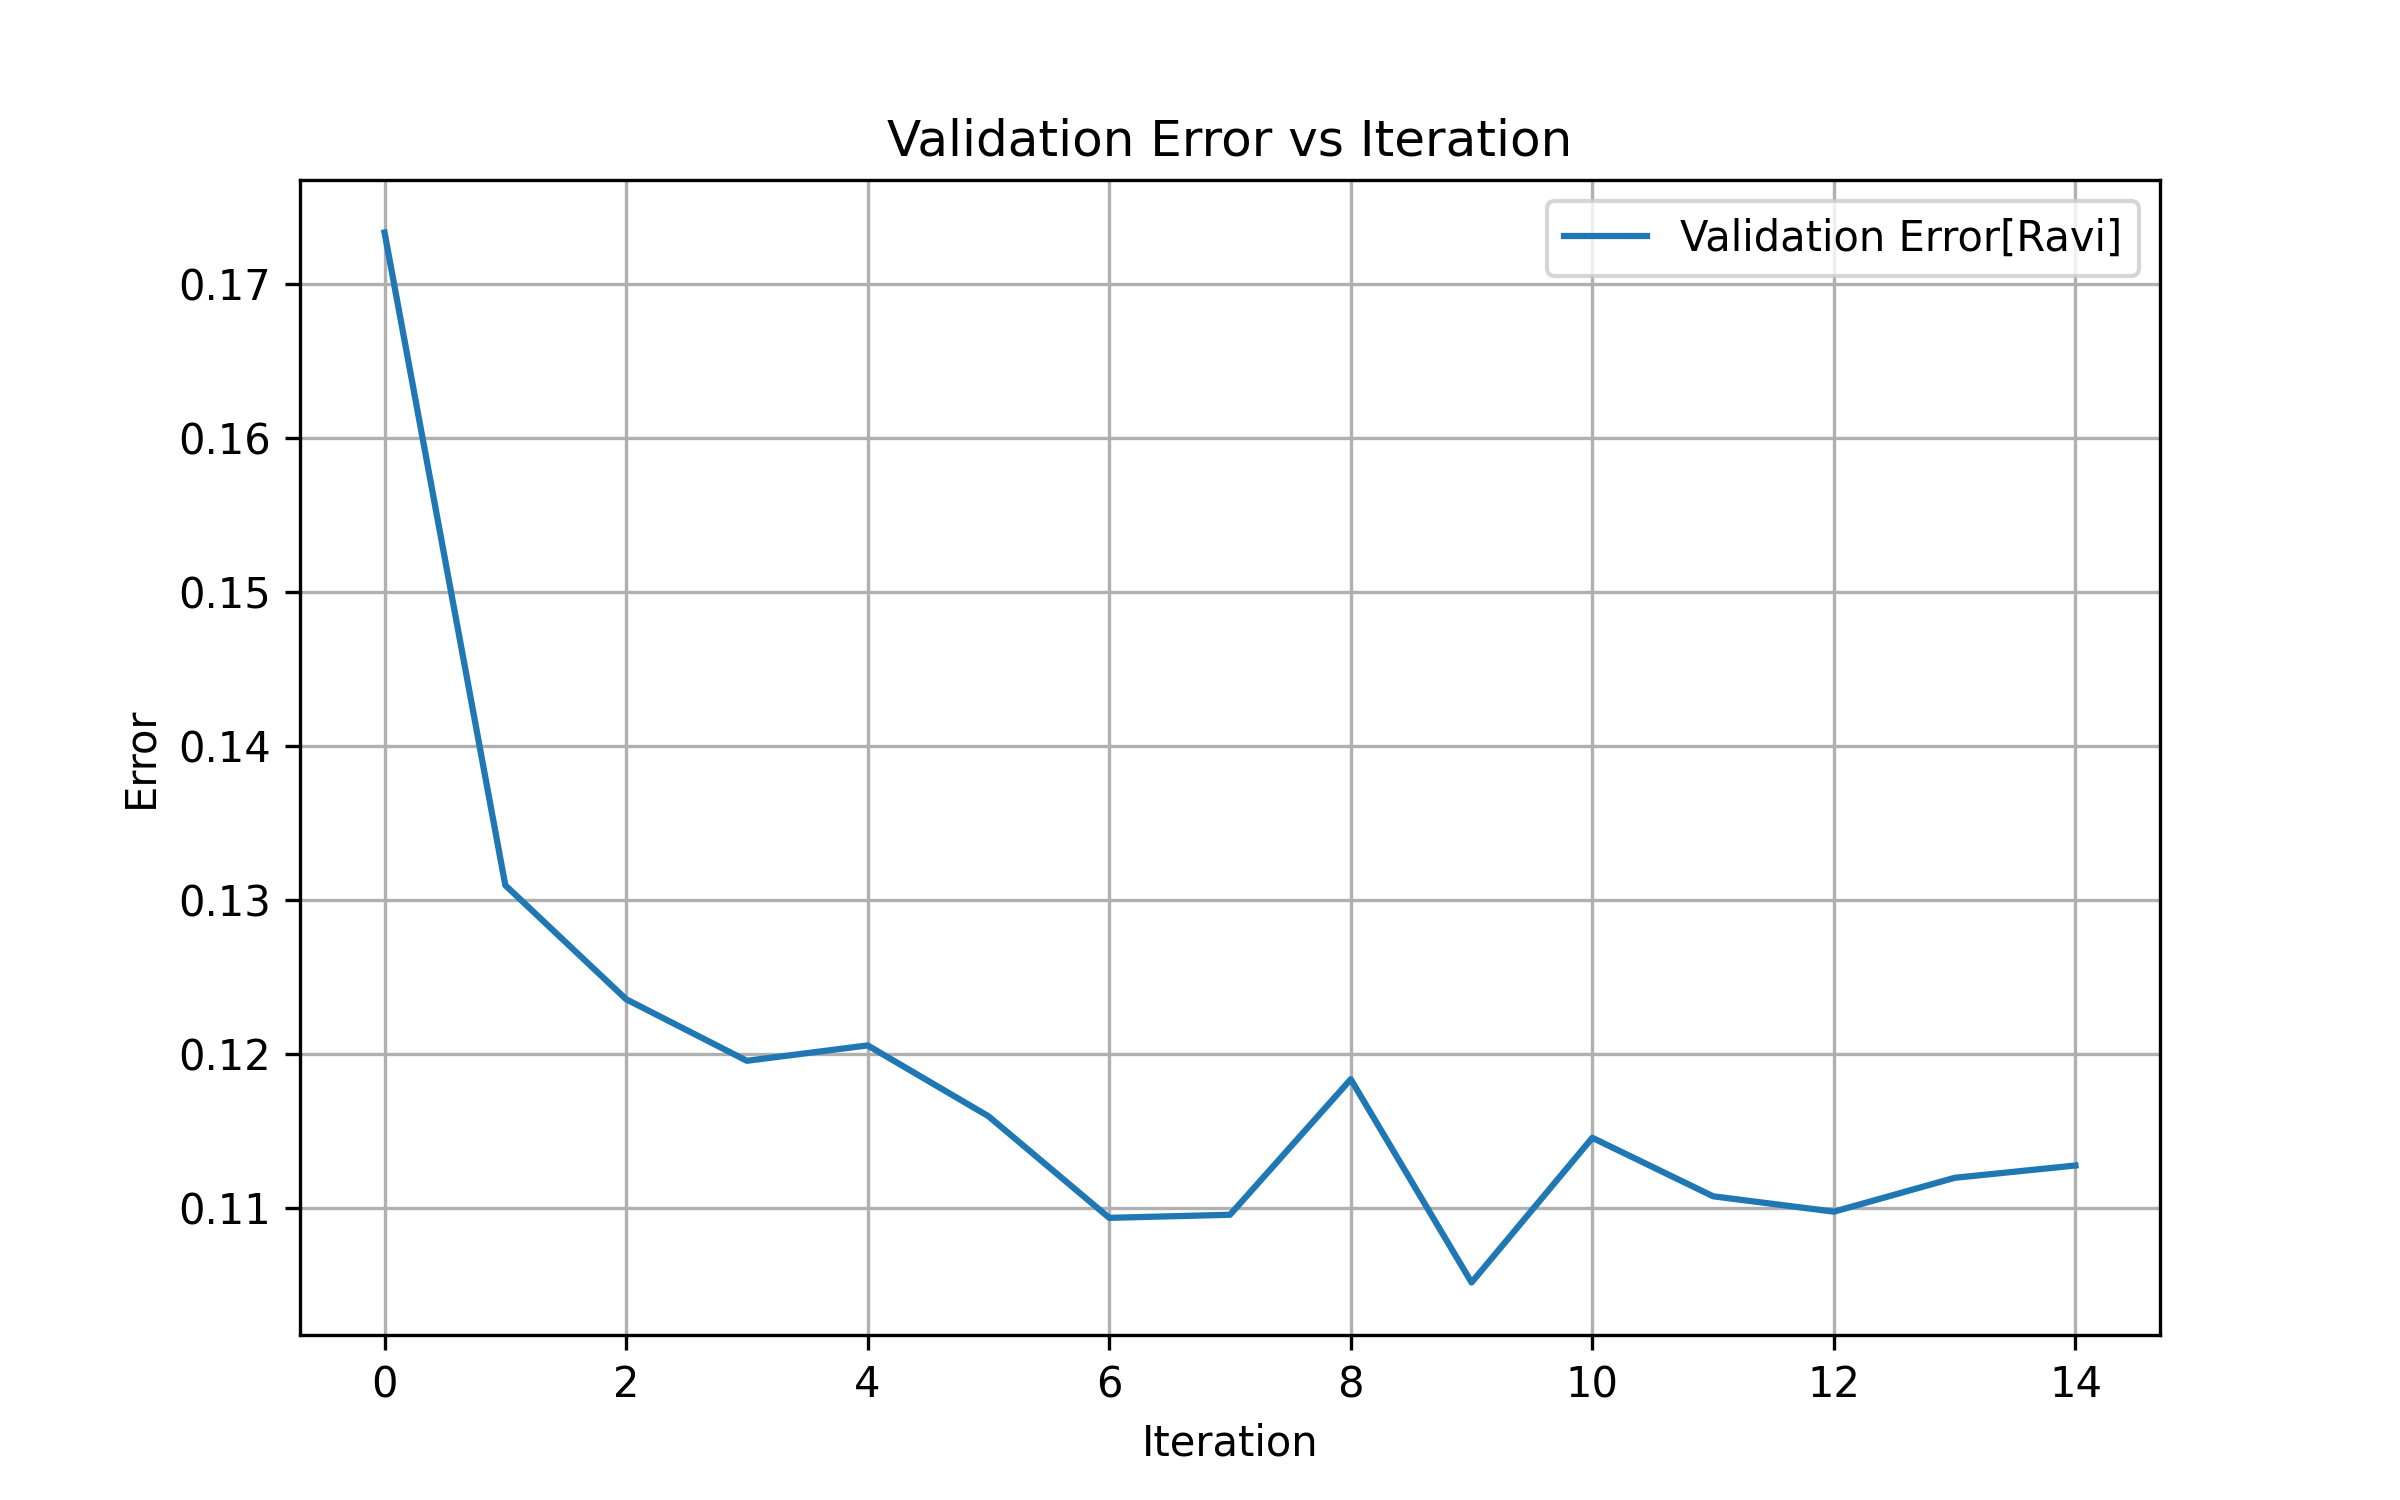 Validation Error vs Iteration
Validation Error[Ravi]
Error
0.17
0.16
0.15
0.14
0.13
0.12
0.11
0 2 4 6 8 10 12 14
Iteration